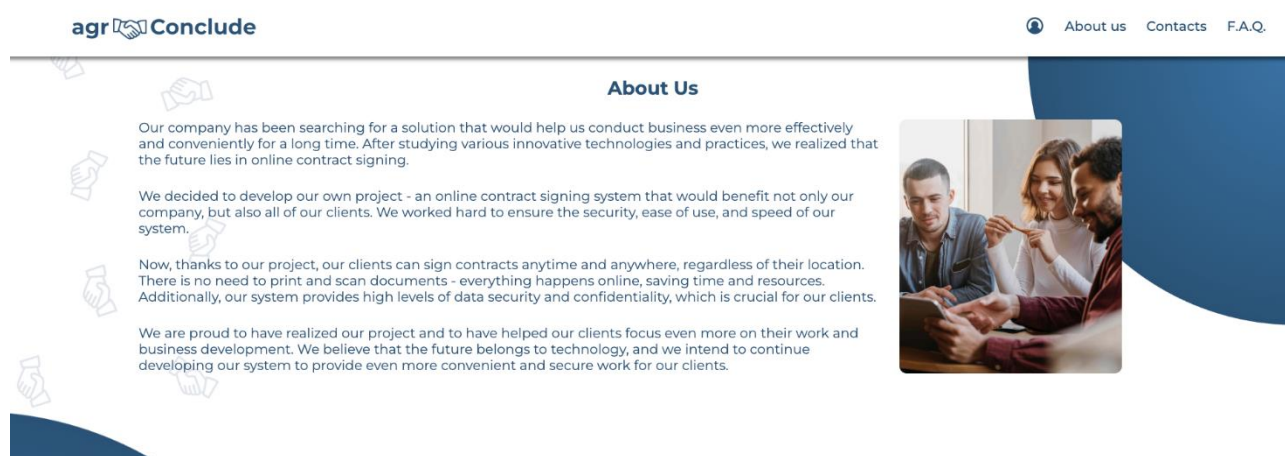 agr Conclude
About us Contacts F.A.Q.
About Us
Our company has been searching for a solution that would help us conduct business even more effectively
and conveniently for a long time. After studying various innovative technologies and practices, we realized that
the future lies in online contract signing.
We decided to develop our own project - an online contract signing system that would benefit not only our
company, but also all of our clients. We worked hard to ensure the security, ease of use, and speed of our
system.
Now, thanks to our project, our clients can sign contracts anytime and anywhere, regardless of their location.
There is no need to print and scan documents - everything happens online, saving time and resources.
Additionally, our system provides high levels of data security and confidentiality, which is crucial for our clients.
We are proud to have realized our project and to have helped our clients focus even more on their work and
business development. We believe that the future belongs to technology, and we intend to continue
developing our system to provide even more convenient and secure work for our clients.